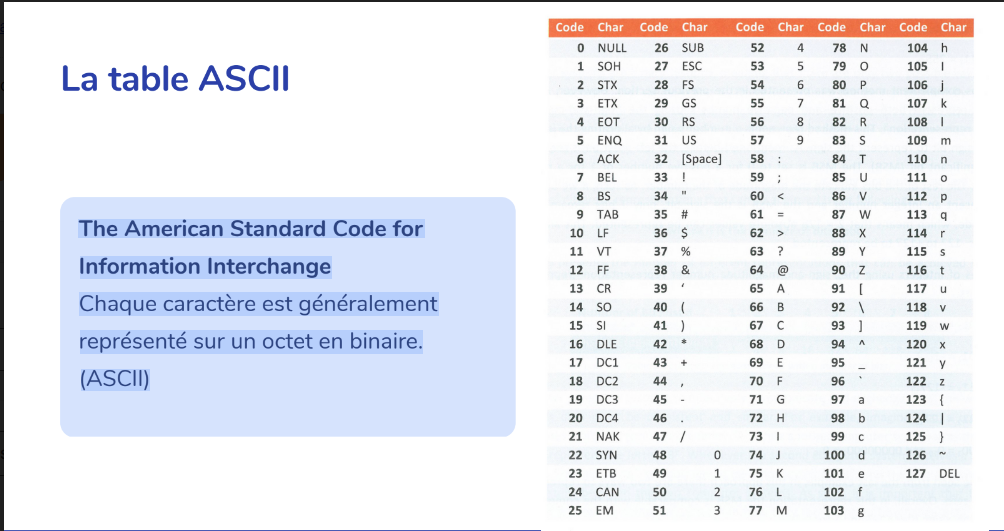 La table ASCII
The American Standard Code for
Information Interchange
Chaque caractère est généralement
représenté sur un octet en binaire.
(ASCII)
Code Char Code Char Code Char Code Char Code Char
0 NULL 26 SUB 52 4 78 N 104 h
1 SOH 27 ESC 53 5 79 O 105 I
2 STX 28 FS 54 6 80 P 106 j
3 ETX 29 GS 55 7 81 Q 107 k
4 EOT 30 RS 56 8 82 R 108 l
5 ENQ 31 US 57 9 83 S 109 m
6 ACK 32 [Space] 58 : 84 T 110 n
7 BEL 33 ! 59 ; 85 U 111 o
8 BS 34 " 60 < 86 V 112 p
9 TAB 35 # 61 = 87 W 113 q
10 LF 36 $ 62 > 88 X 114 r
11 VT 37 % 63 ? 89 Y 115 s
12 FF 38 & 64 @ 90 Z 116 t
13 CR 39 ‘ 65 A 91 [ 117 u
14 SO 40 ( 66 B 92 \ 118 v
15 SI 41 ) 67 C 93 ] 119 w
16 DLE 42 * 68 D 94 ^ 120 x
17 DC1 43 + 69 E 95 _ 121 y
18 DC2 44 , 70 F 96 ` 122 z
19 DC3 45 - 71 G 97 a 123 {
20 DC4 46 . 72 H 98 b 124 |
21 NAK 47 / 73 I 99 c 125 }
22 SYN 48 0 74 J 100 d 126 ~
23 ETB 49 1 75 K 101 e 127 DEL
24 CAN 50 2 76 L 102 f
25 EM 51 3 77 M 103 g